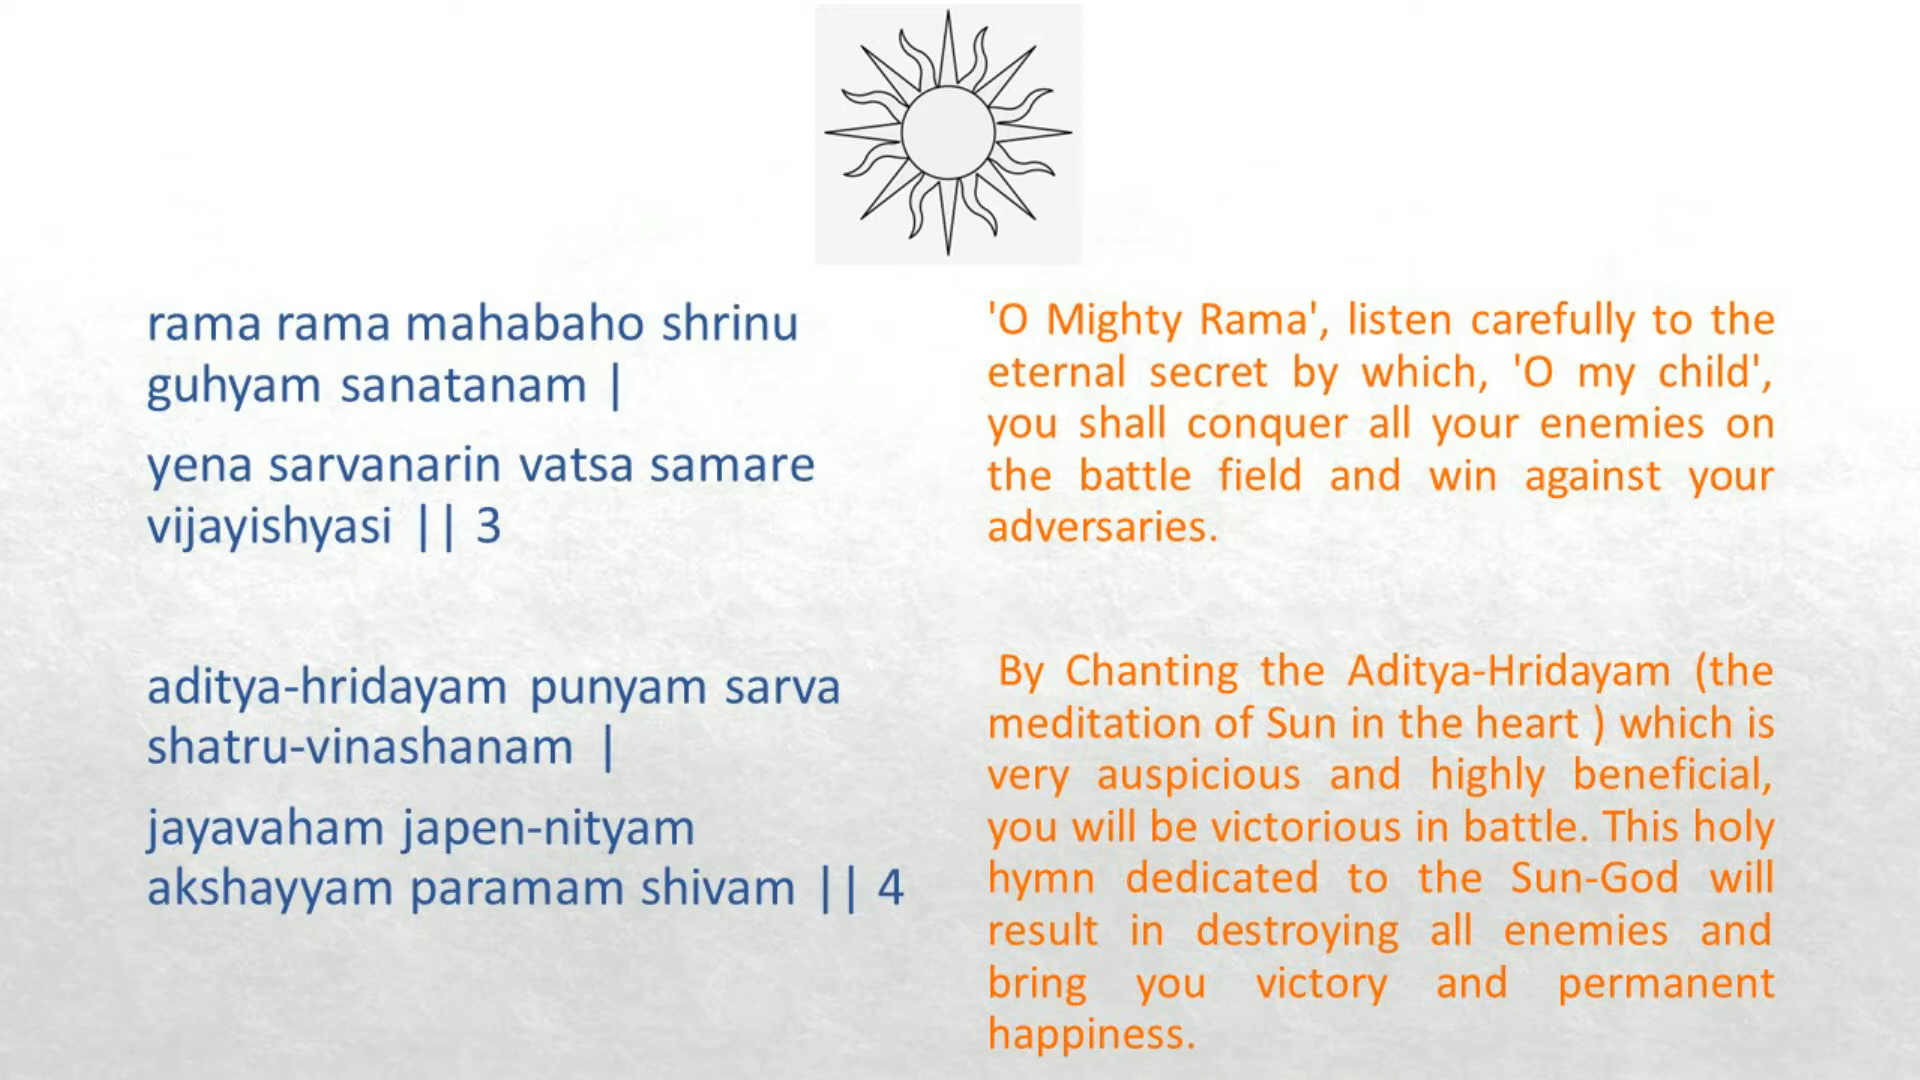 rama rama mahabaho shrinu
guhyam sanatanam |
yena sarvanarin vatsa samare
vijayishyasi || 3
aditya-hridayam punyam sarva
shatru-vinashanam |
jayavaham japen-nityam
akshayyam paramam shivam || 4
'O Mighty Rama', listen carefully to the
eternal secret by which, 'O my child',
you shall conquer all your enemies on
the battle field and win against your
adversaries.
By Chanting the Aditya-Hridayam (the
meditation of Sun in the heart ) which is
very auspicious and highly beneficial,
you will be victorious in battle. This holy
hymn dedicated to the Sun-God will
result in destroying all enemies and
bring you victory and permanent
happiness.